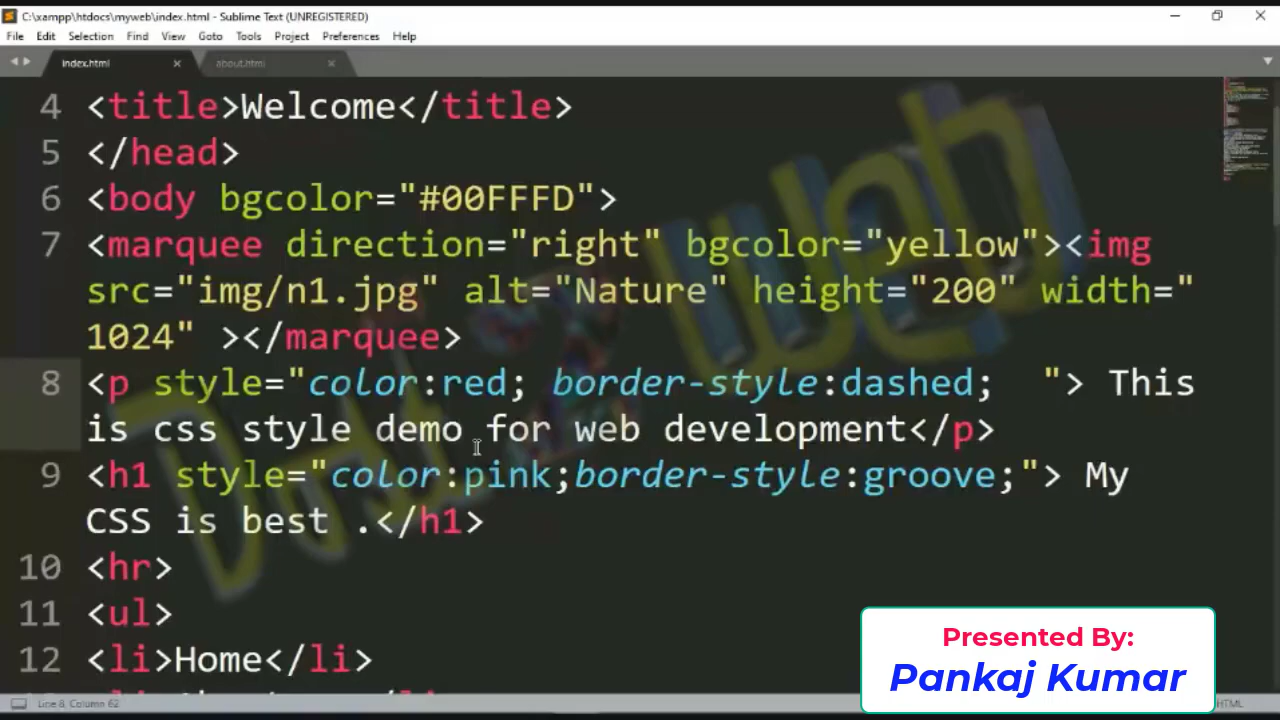 C:\xampp\htdocs\myweb\index.html - Sublime Text (UNREGISTERED)
File Edit Selection Find View Goto Tools Project Preferences Help
index.html about.html
4 <title>Welcome</title>
5 </head>
6 <body bgcolor="#00FFFD">
7 <marquee direction="right" bgcolor="yellow"><img
src="img/n1.jpg" alt="Nature" height="200" width="
1024" ></marquee>
8 <p style="color:red; border-style:dashed;  "> This
is css style demo for web development</p>
9 <h1 style="color:pink;border-style:groove;"> My
CSS is best .</h1>
10 <hr>
11 <ul>
12 <li>Home</li>
Presented By:
Pankaj Kumar
Line 8, Column 62
HTML